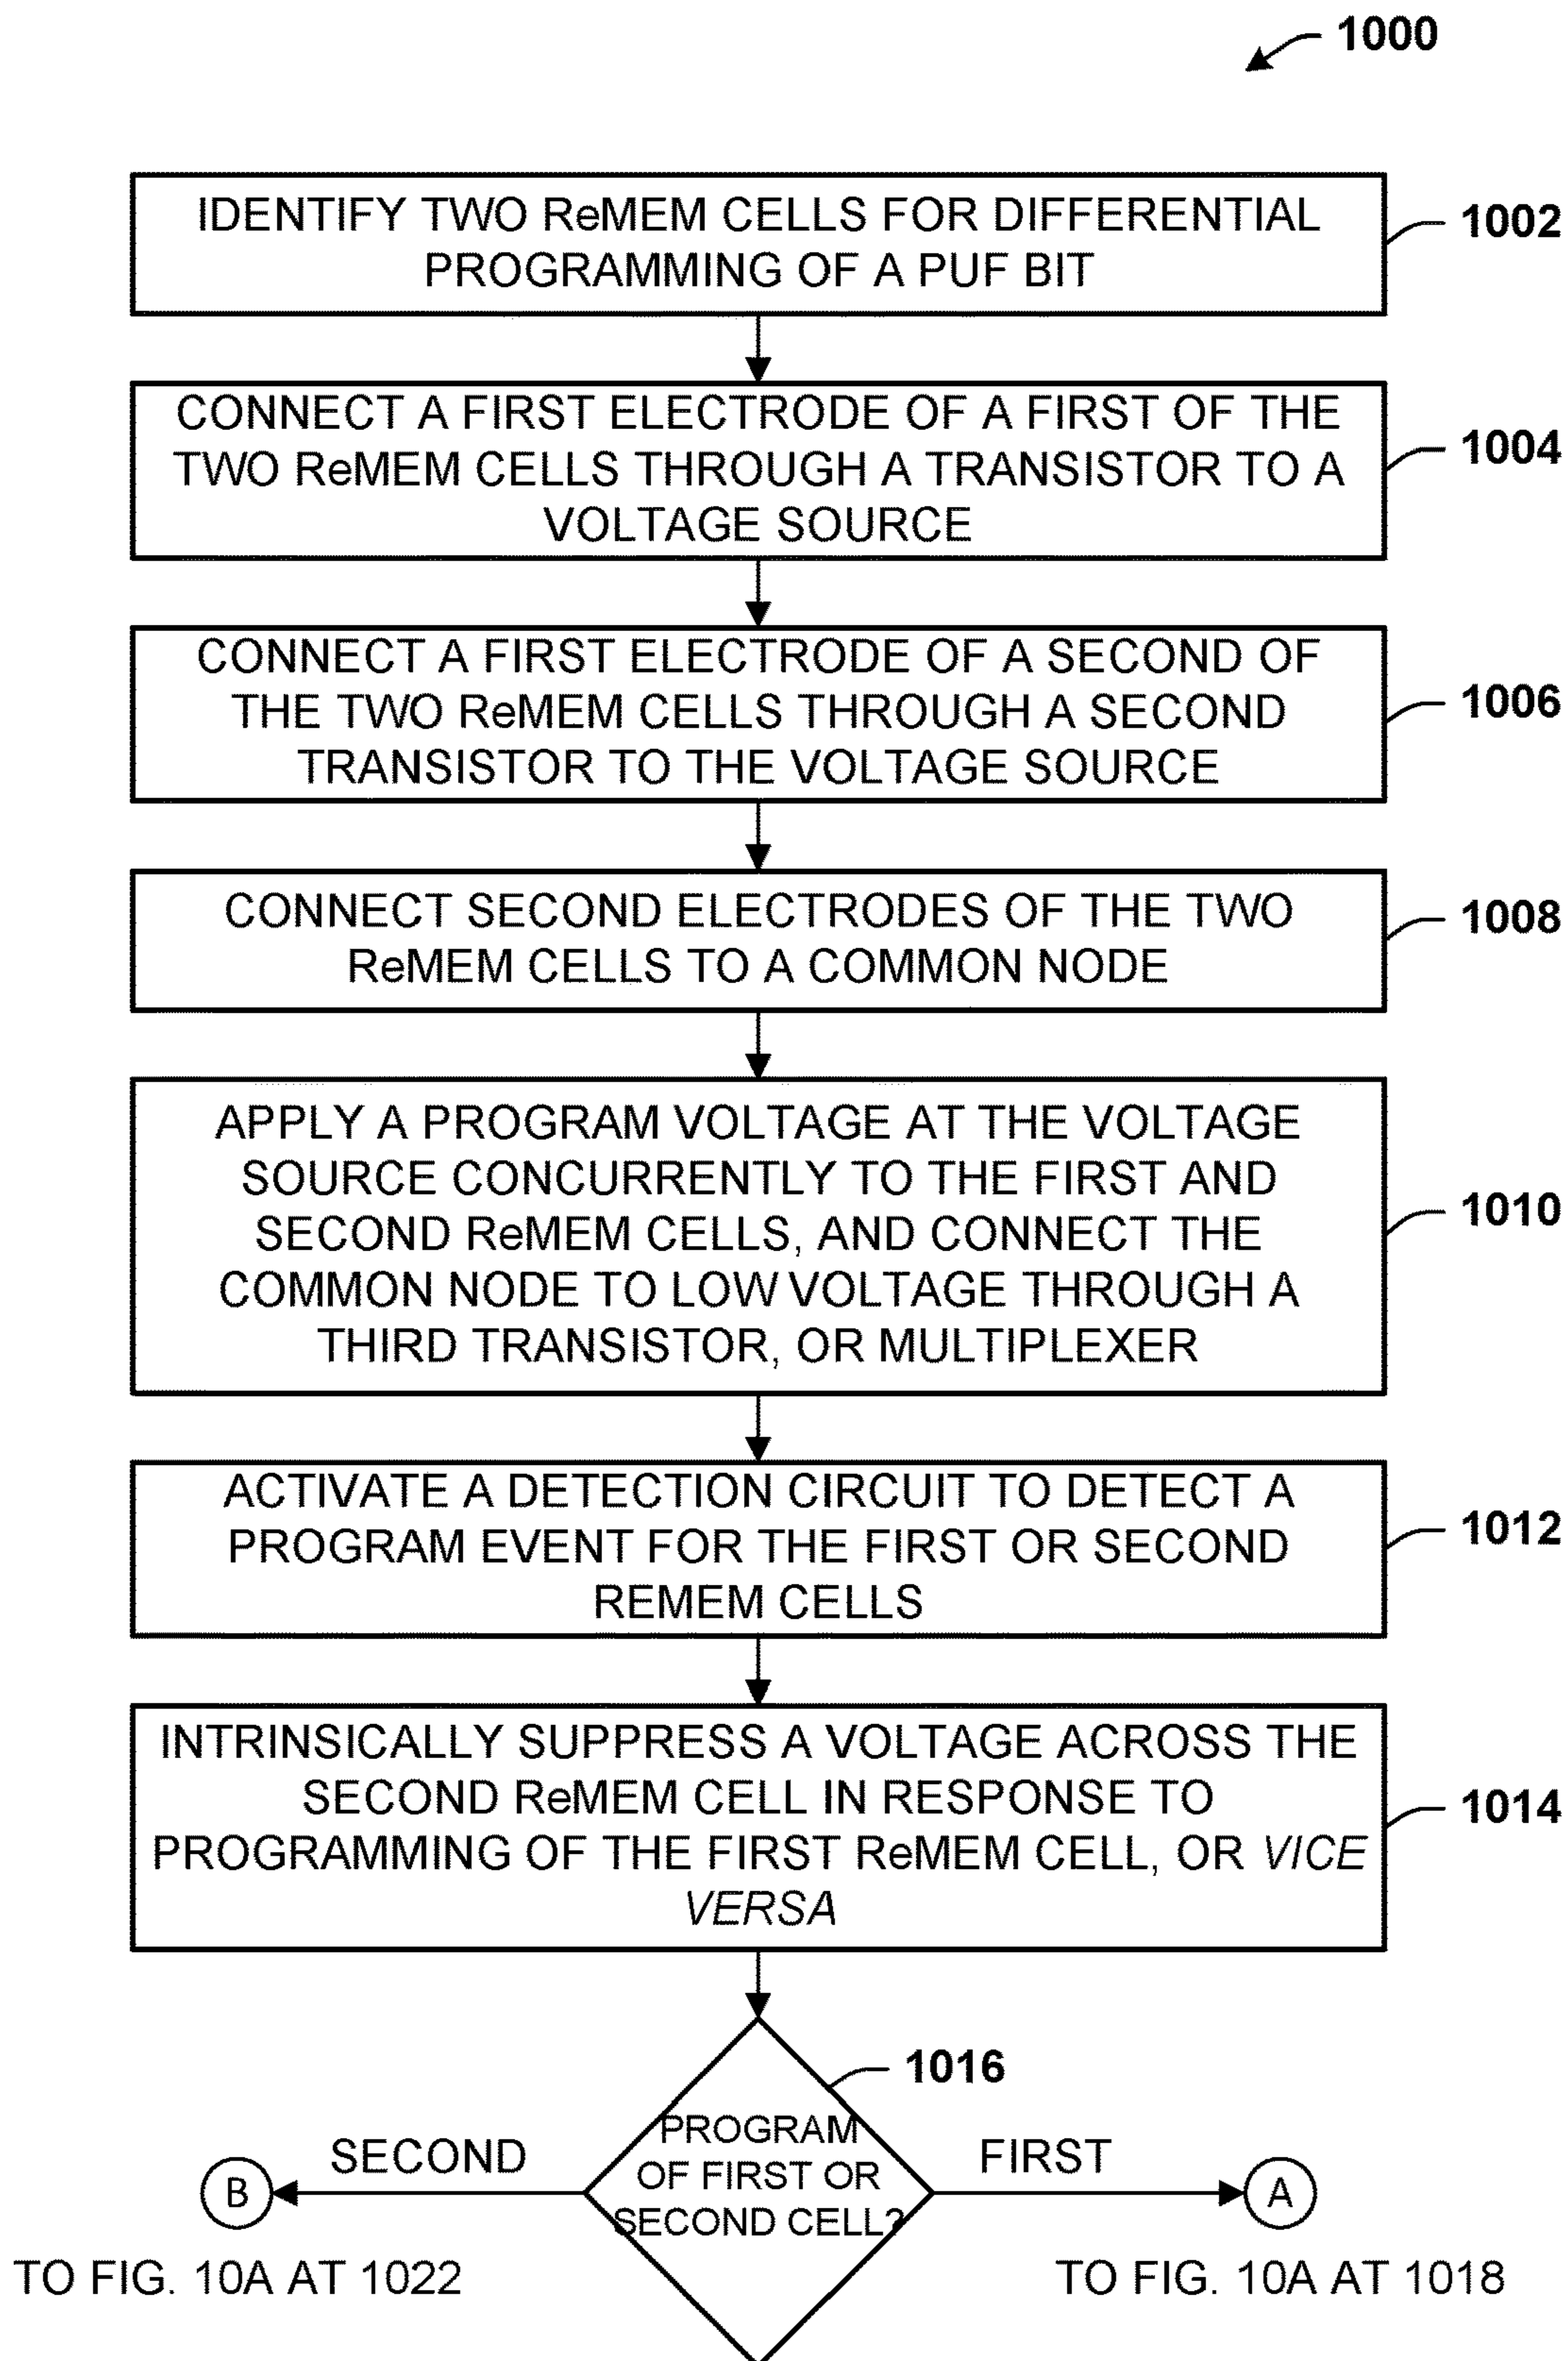 1000
IDENTIFY TWO ReMEM CELLS FOR DIFFERENTIAL
PROGRAMMING OF A PUF BIT
1002
CONNECT A FIRST ELECTRODE OF A FIRST OF THE
TWO ReMEM CELLS THROUGH A TRANSISTOR TO A
VOLTAGE SOURCE
1004
CONNECT A FIRST ELECTRODE OF A SECOND OF
THE TWO ReMEM CELLS THROUGH A SECOND
TRANSISTOR TO THE VOLTAGE SOURCE
1006
CONNECT SECOND ELECTRODES OF THE TWO
ReMEM CELLS TO A COMMON NODE
1008
APPLY A PROGRAM VOLTAGE AT THE VOLTAGE
SOURCE CONCURRENTLY TO THE FIRST AND
SECOND ReMEM CELLS, AND CONNECT THE
COMMON NODE TO LOW VOLTAGE THROUGH A
THIRD TRANSISTOR, OR MULTIPLEXER
1010
ACTIVATE A DETECTION CIRCUIT TO DETECT A
PROGRAM EVENT FOR THE FIRST OR SECOND
REMEM CELLS
1012
INTRINSICALLY SUPPRESS A VOLTAGE ACROSS THE
SECOND ReMEM CELL IN RESPONSE TO
PROGRAMMING OF THE FIRST ReMEM CELL, OR VICE
VERSA
1014
1016
PROGRAM
OF FIRST OR
SECOND CELL?
SECOND
FIRST
B
A
TO FIG. 10A AT 1022
TO FIG. 10A AT 1018